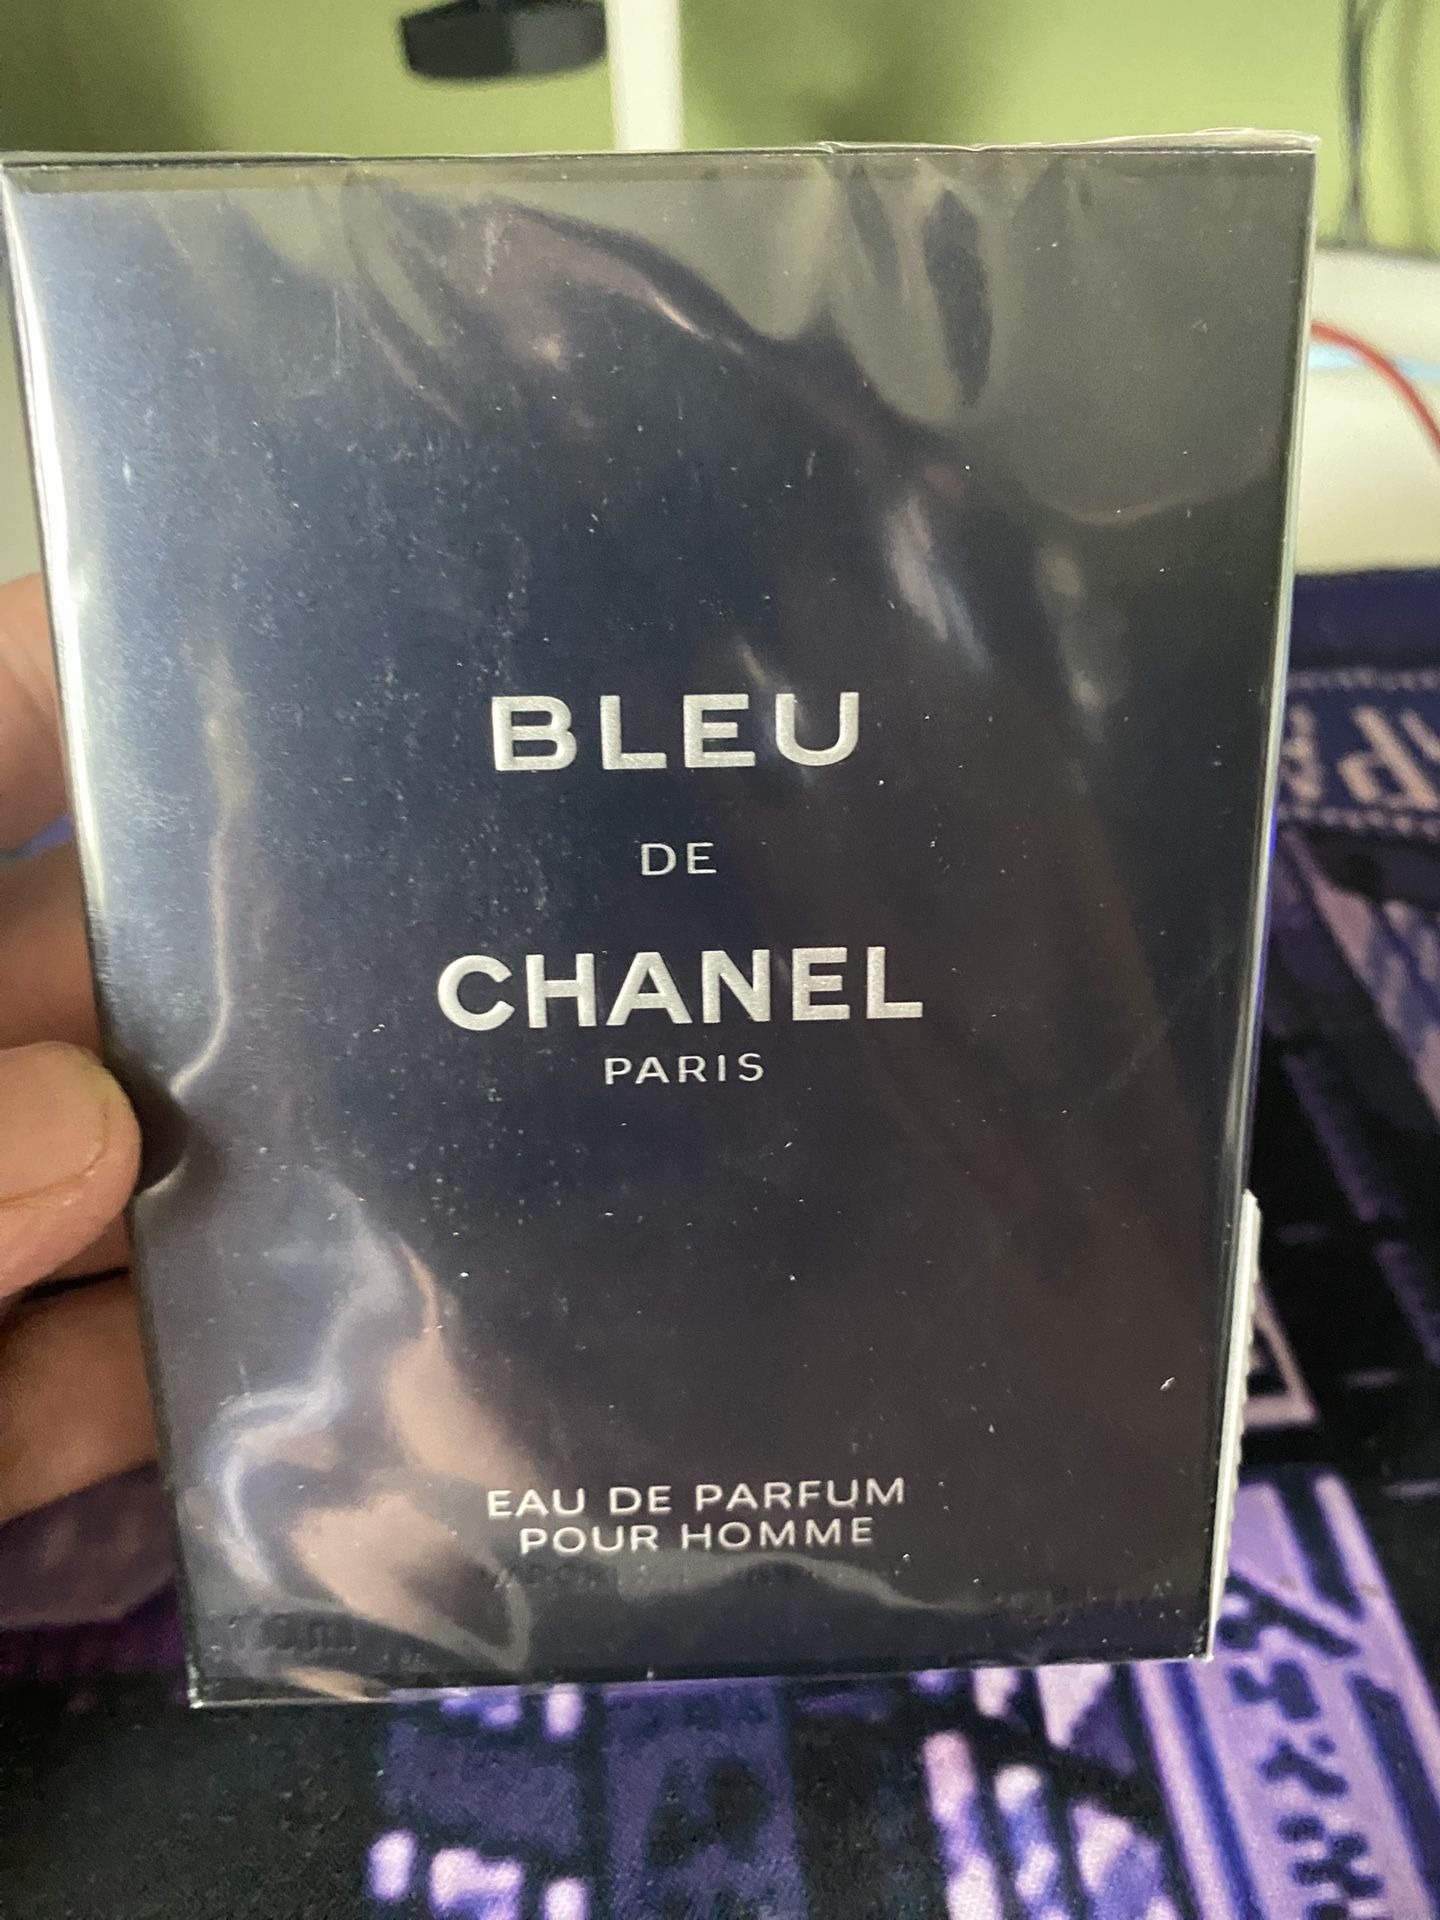 BLEU
DE
CHANEL
PARIS
EAU DE PARFUM
POUR HOMME